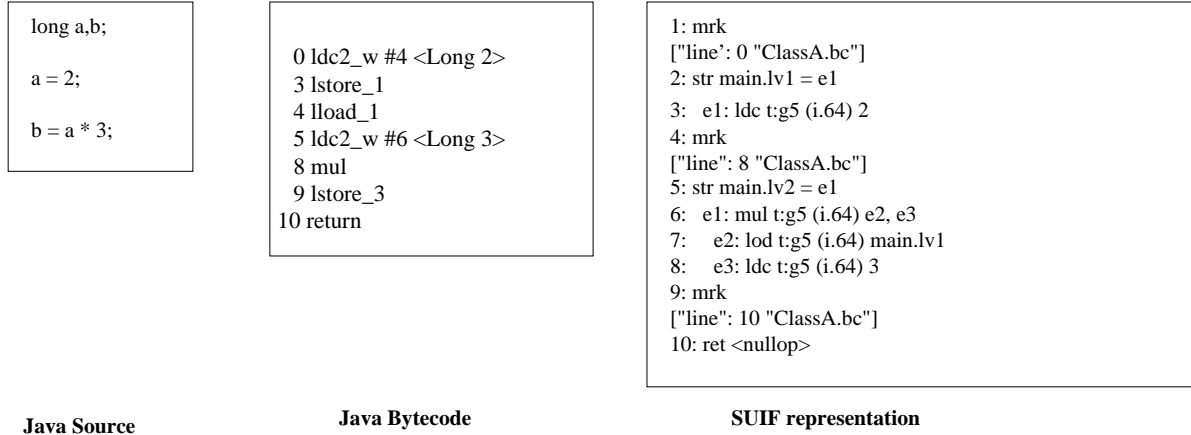 long a,b;
a = 2;
b = a * 3;
0 ldc2_w #4 <Long 2>
3 lstore_1
4 lload_1
5 ldc2_w #6 <Long 3>
8 mul
9 lstore_3
10 return
1: mrk
["line’: 0 "ClassA.bc"]
2: str main.lv1 = e1
3: e1: ldc t:g5 (i.64) 2
4: mrk
["line": 8 "ClassA.bc"]
5: str main.lv2 = e1
6: e1: mul t:g5 (i.64) e2, e3
7: e2: lod t:g5 (i.64) main.lv1
8: e3: ldc t:g5 (i.64) 3
9: mrk
["line": 10 "ClassA.bc"]
10: ret <nullop>
Java Source
Java Bytecode
SUIF representation